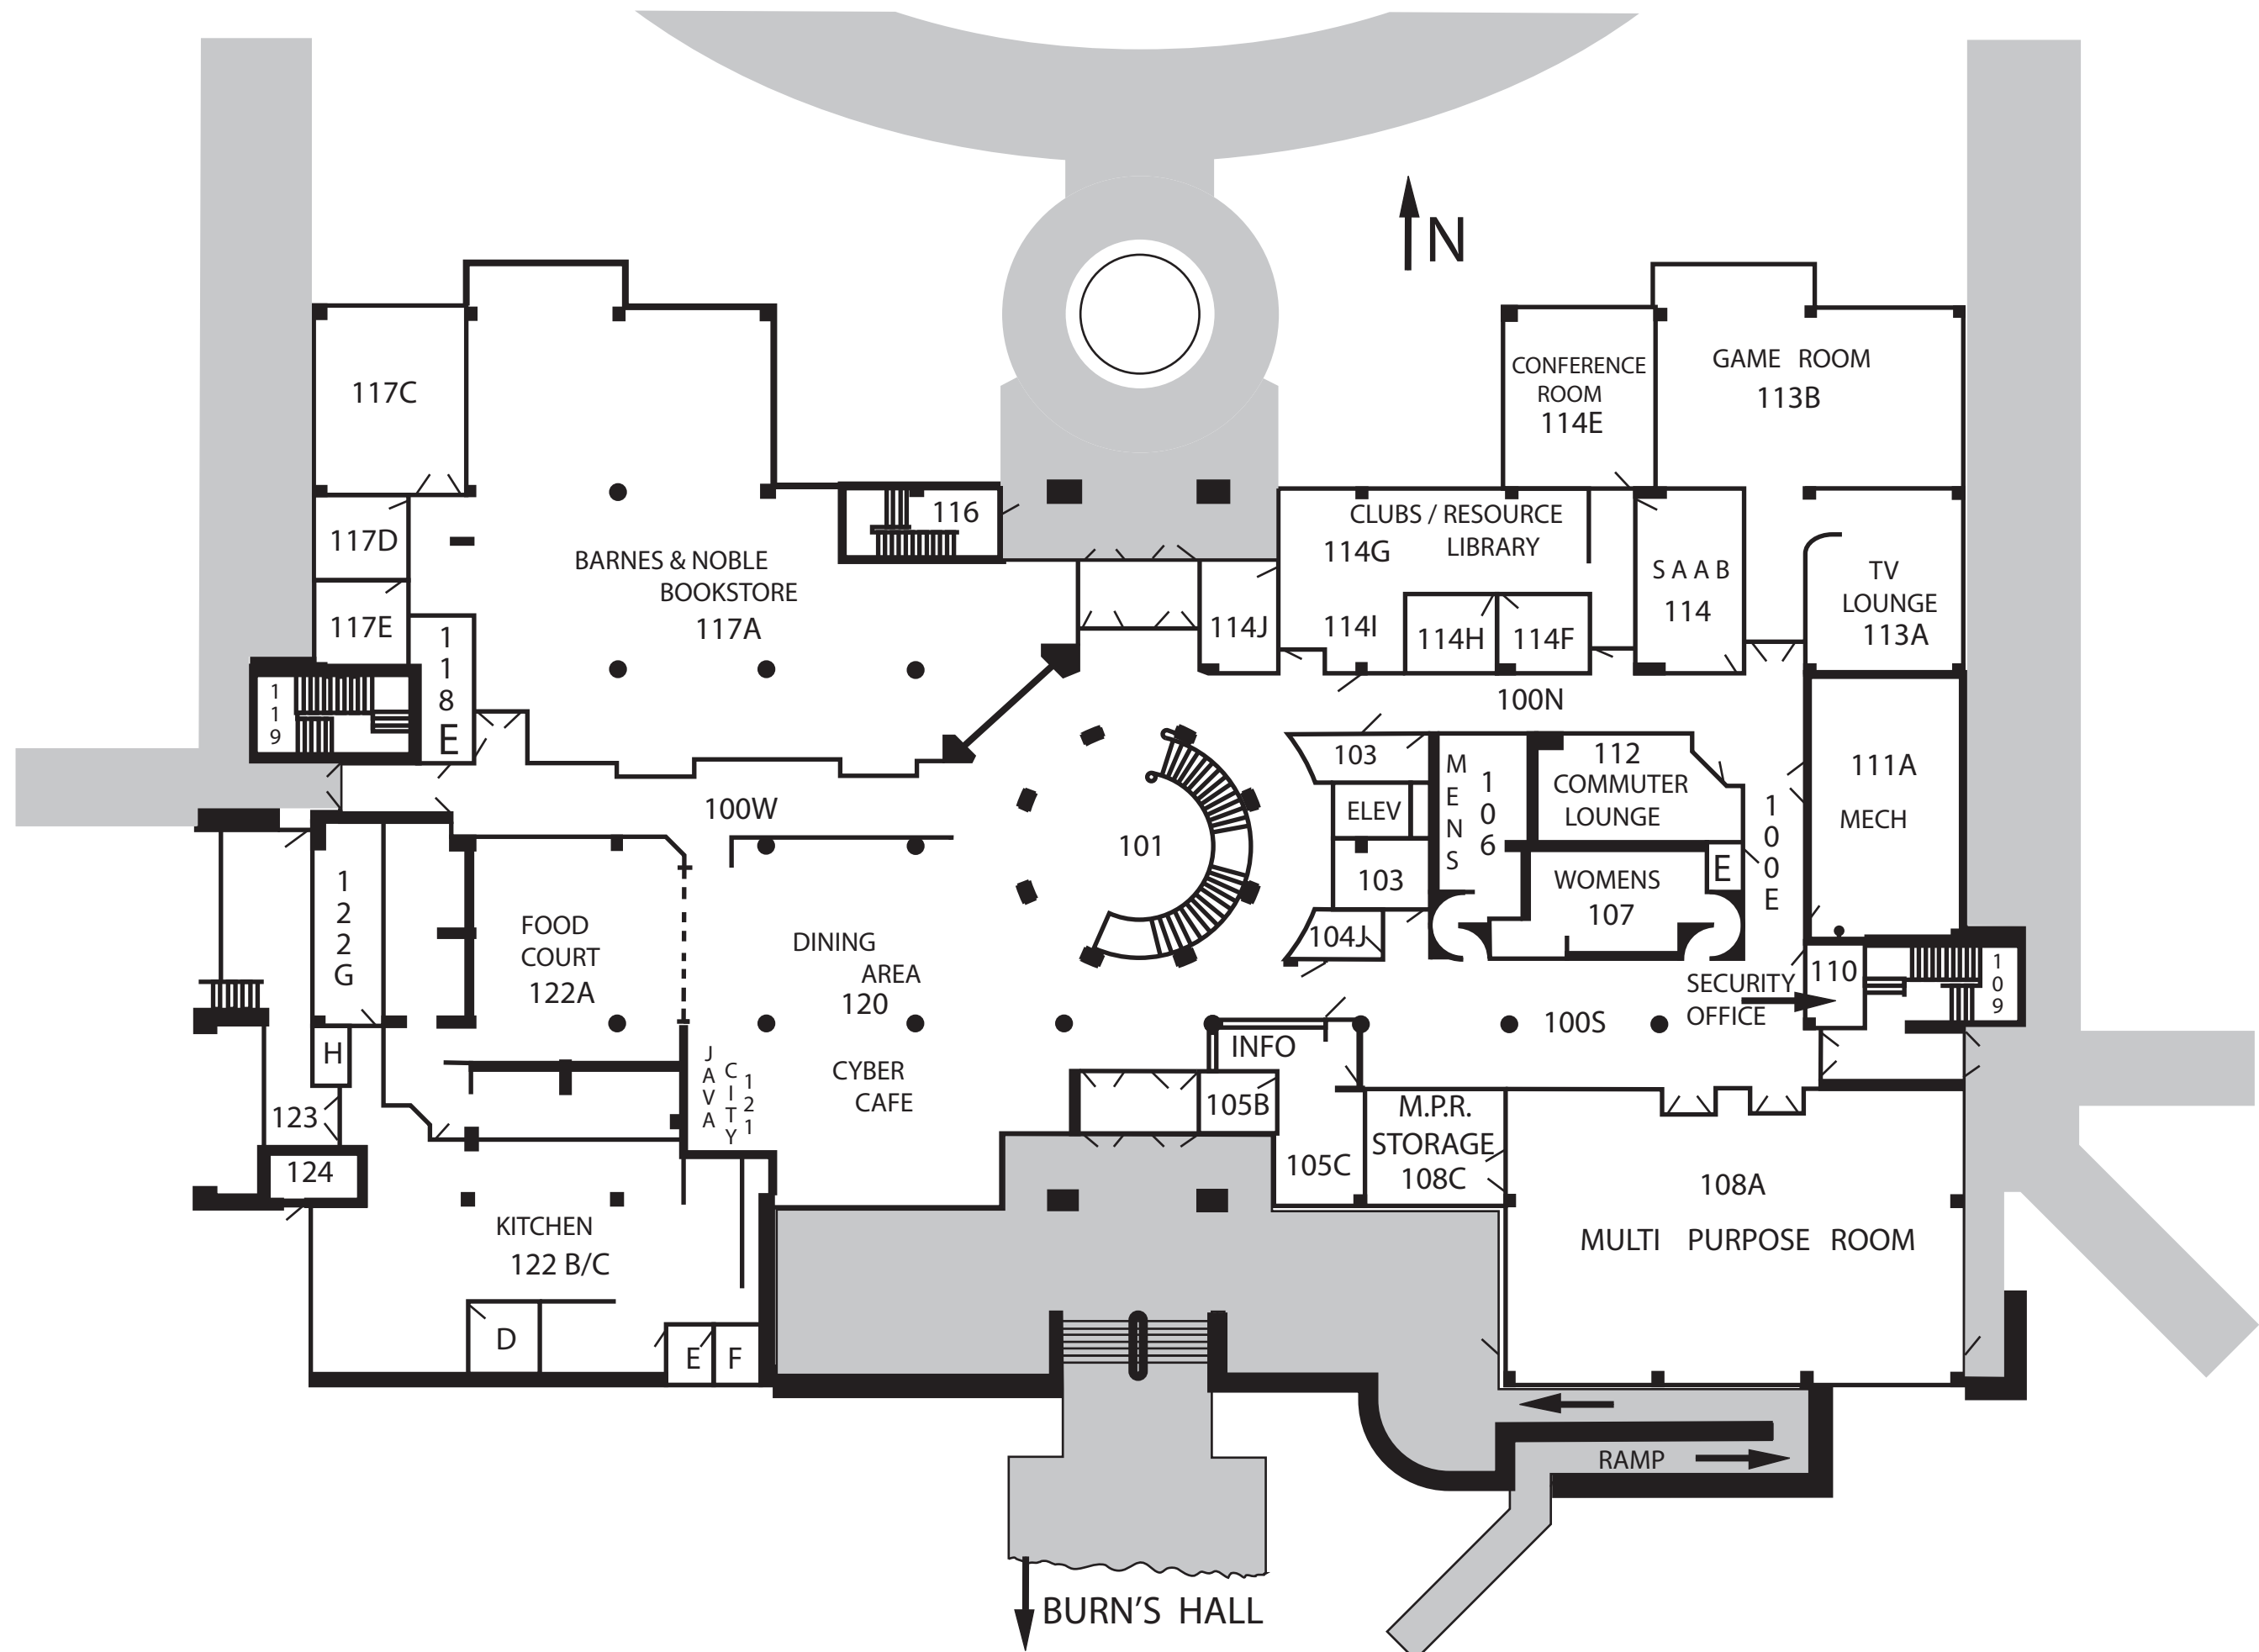 N
CONFERENCE
ROOM
114E
GAME ROOM
113B
117C
116
CLUBS / RESOURCE
LIBRARY
114G
117D
BARNES & NOBLE
BOOKSTORE
117A
SAAB
114
TV
LOUNGE
113A
117E
114J
114I
114H
114F
118
E
119
100N
103
MENS
106
112
COMMUTER
LOUNGE
111A
MECH
100W
ELEV
101
100E
103
WOMENS
107
E
122G
FOOD
COURT
122A
DINING
AREA
120
104J
110
109
SECURITY
OFFICE
100S
INFO
H
JAVA
CITY
121
CYBER
CAFE
123
105B
M.P.R.
STORAGE
108C
105C
124
108A
MULTI PURPOSE ROOM
KITCHEN
122 B/C
D
E
F
RAMP
BURN'S HALL